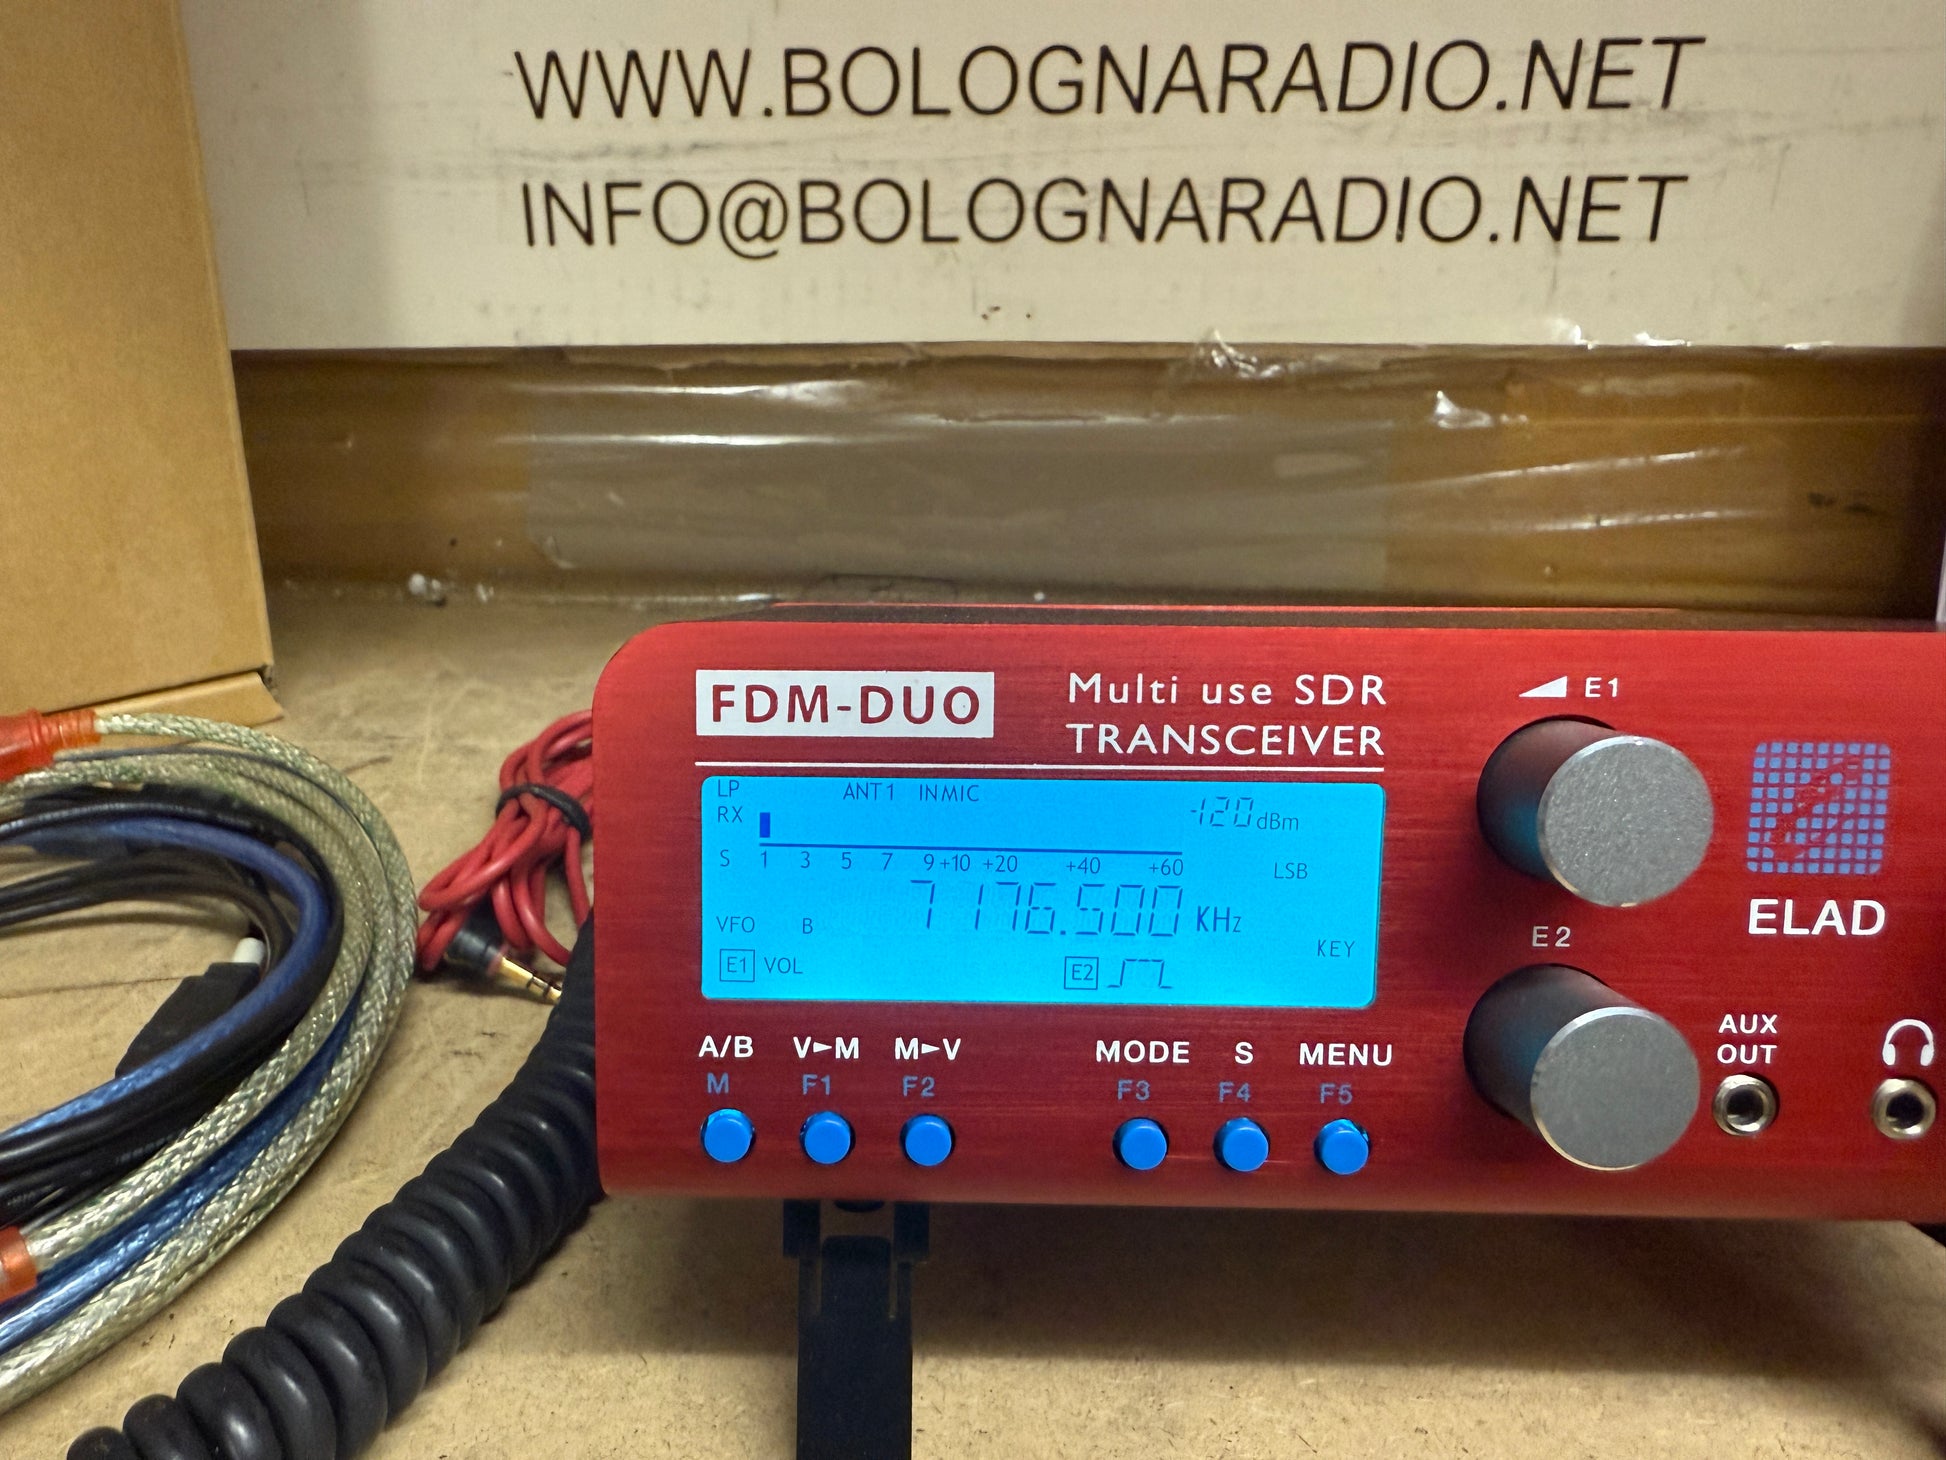 WWW.BOLOGNARADIO.NET
INFO@BOLOGNARADIO.NET
FDM-DUO
Multi use SDR
TRANSCEIVER
E1
LP ANT1 INMIC
RX -120 dBm
S 1 3 5 7 9 +10 +20 +40 +60 LSB
7176.500 KHz
VFO B
KEY
E1 VOL E2
ELAD
E2
AUX
OUT
A/B V►M M►V MODE S MENU
M F1 F2 F3 F4 F5